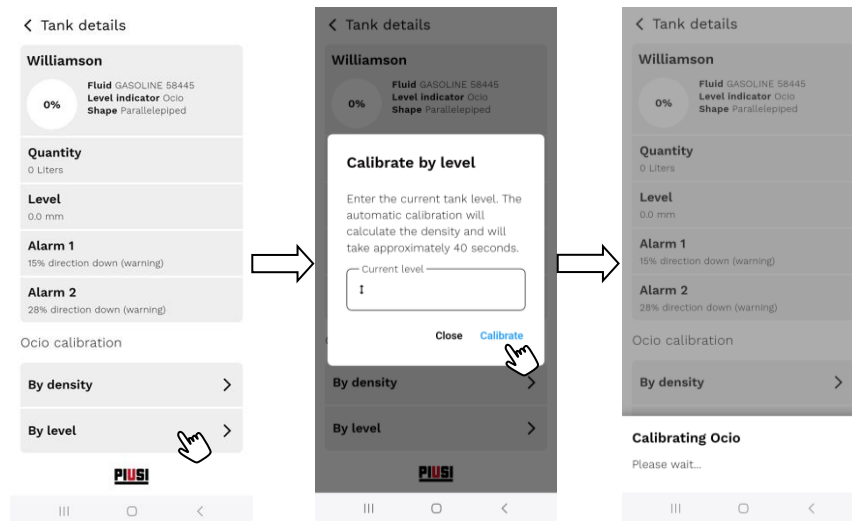 Tank details
Williamson
0%
Fluid GASOLINE 58445
Level indicator Ocio
Shape Parallelepiped
Quantity
0 Liters
Level
0.0 mm
Alarm 1
15% direction down (warning)
Alarm 2
28% direction down (warning)
Ocio calibration
By density
By level
PIUSI
Tank details
Williamson
0%
Fluid GASOLINE 58445
Level indicator Ocio
Shape Parallelepiped
Calibrate by level
Enter the current tank level. The
automatic calibration will
calculate the density and will
take approximately 40 seconds.
Current level
Close Calibrate
By density
By level
PIUSI
Tank details
Williamson
0%
Fluid GASOLINE 58445
Level indicator Ocio
Shape Parallelepiped
Quantity
0 Liters
Level
0.0 mm
Alarm 1
15% direction down (warning)
Alarm 2
28% direction down (warning)
Ocio calibration
By density
Calibrating Ocio
Please wait...